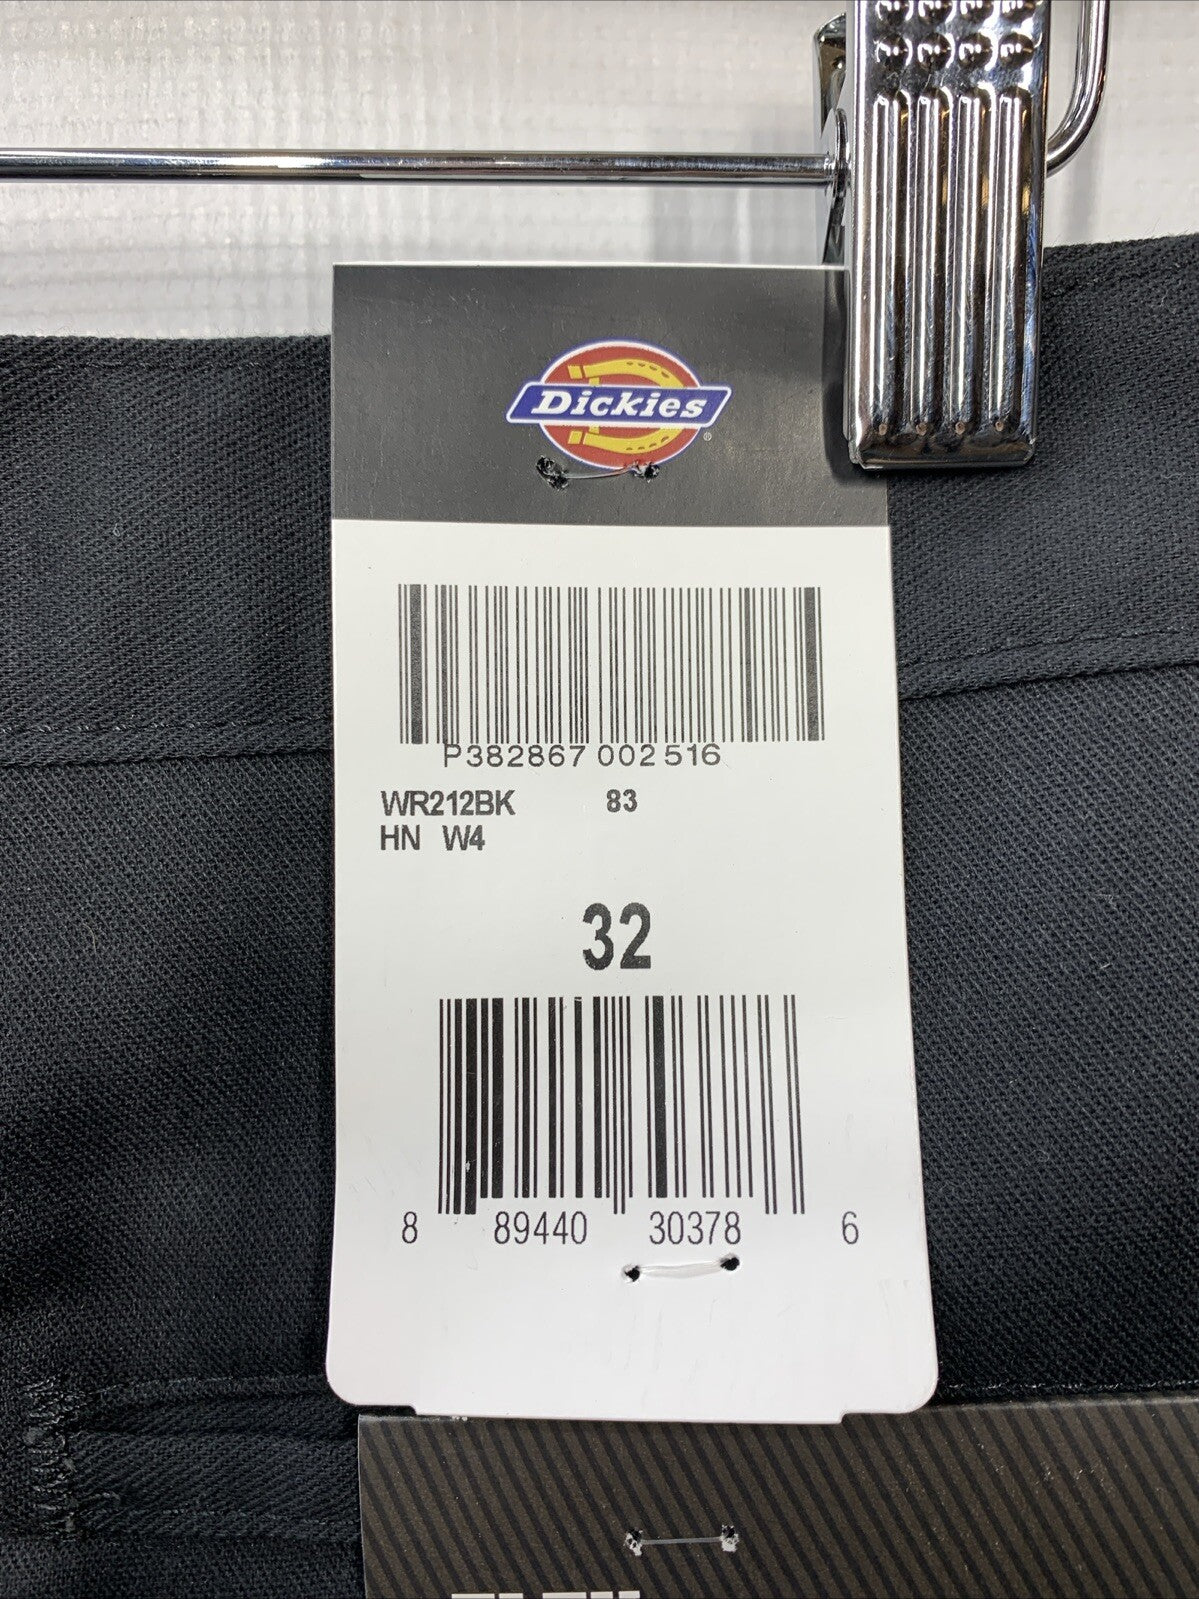 Dickies
®
P382867 002516
WR212BK 83
HN W4
32
8 89440 30378 6